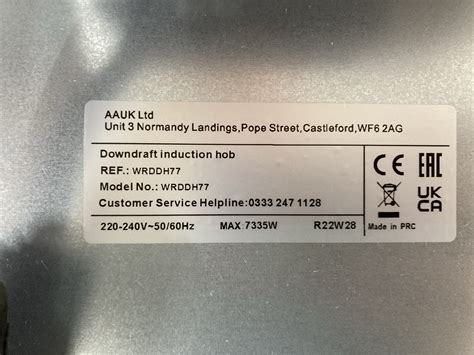 AAUK Ltd
Unit 3 Normandy Landings,Pope Street,Castleford,WF6 2AG
Downdraft induction hob
REF.: WRDDH77
Model No.: WRDDH77
Customer Service Helpline:0333 247 1128
220-240V~50/60Hz MAX:7335W R22W28
CE EAC
UK
CA
Made in PRC